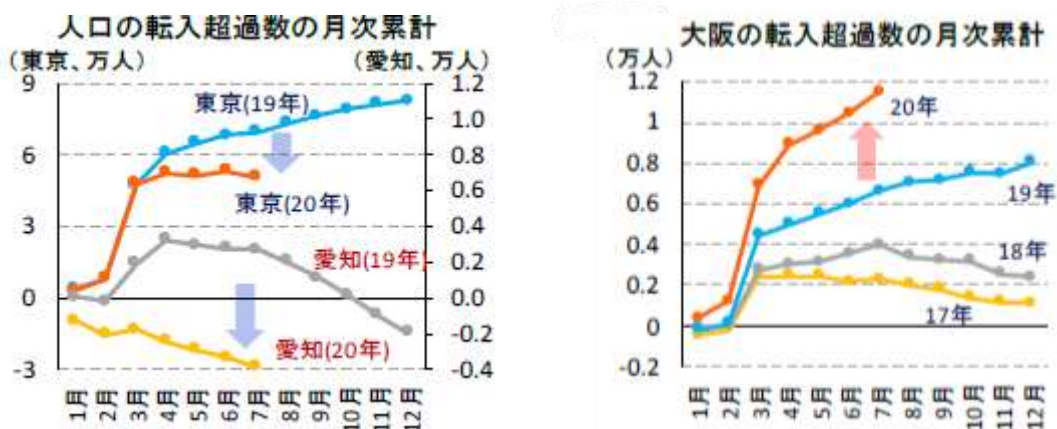 人口の転入超過数の月次累計
（東京、万人）
（愛知、万人）
9
6
3
0
-3
1.2
1.0
0.8
0.6
0.4
0.2
0.0
-0.2
-0.4
東京(19年)
東京(20年)
愛知(19年)
愛知(20年)
1月
2月
3月
4月
5月
6月
7月
8月
9月
10月
11月
12月
大阪の転入超過数の月次累計
（万人）
1.2
1
0.8
0.6
0.4
0.2
0
-0.2
20年
19年
18年
17年
1月
2月
3月
4月
5月
6月
7月
8月
9月
10月
11月
12月